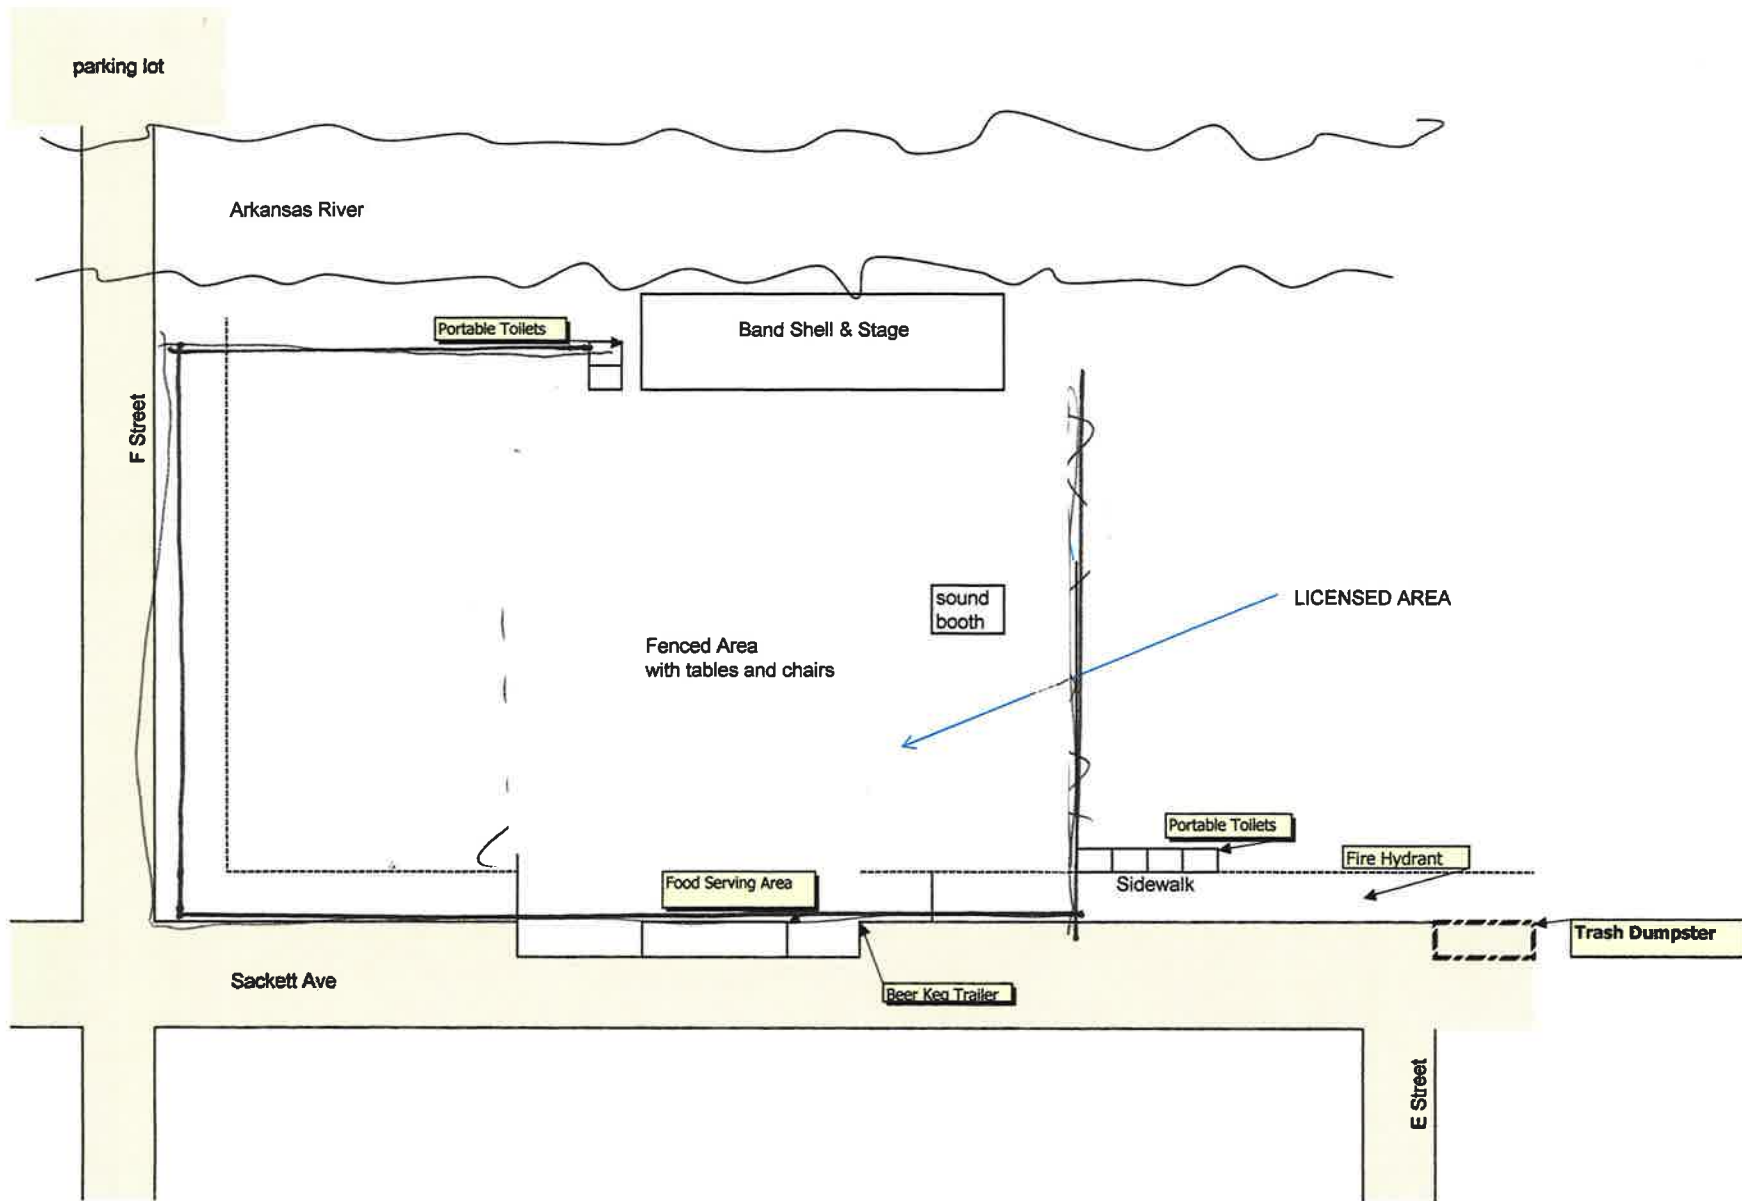 parking lot
Arkansas River
Portable Toilets
Band Shell & Stage
F Street
sound
booth
LICENSED AREA
Fenced Area
with tables and chairs
Portable Toilets
Fire Hydrant
Food Serving Area
Sidewalk
Trash Dumpster
Sackett Ave
Beer Keg Trailer
E Street